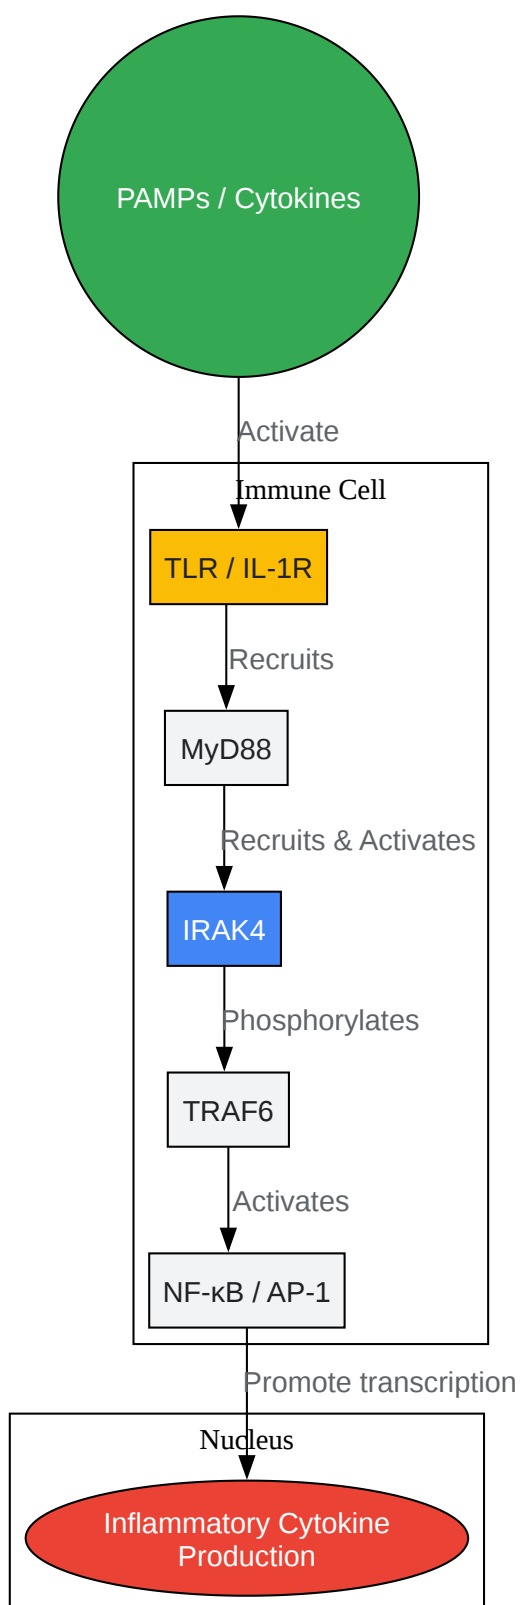 PAMPs / Cytokines
Activate
Immune Cell
TLR / IL-1R
Recruits
MyD88
Recruits & Activates
IRAK4
Phosphorylates
TRAF6
Activates
NF-κB / AP-1
Promote transcription
Nucleus
Inflammatory Cytokine
Production